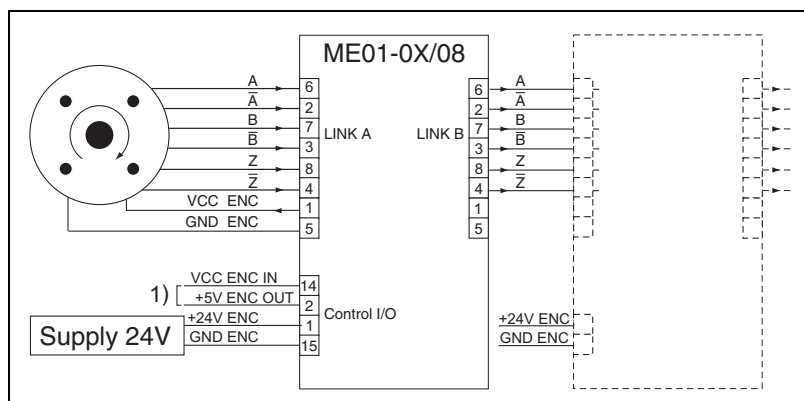 ME01-0X/08
A 6
A̅ 2
B 7
B̅ 3
Z 8
Z̅ 4
VCC ENC 1
GND ENC 5
LINK A
LINK B
6 A
2 A̅
7 B
3 B̅
8 Z
4 Z̅
1
5
1)
VCC ENC IN 14
+5V ENC OUT 2
+24V ENC 1
GND ENC 15
Control I/O
Supply 24V
+24V ENC
GND ENC